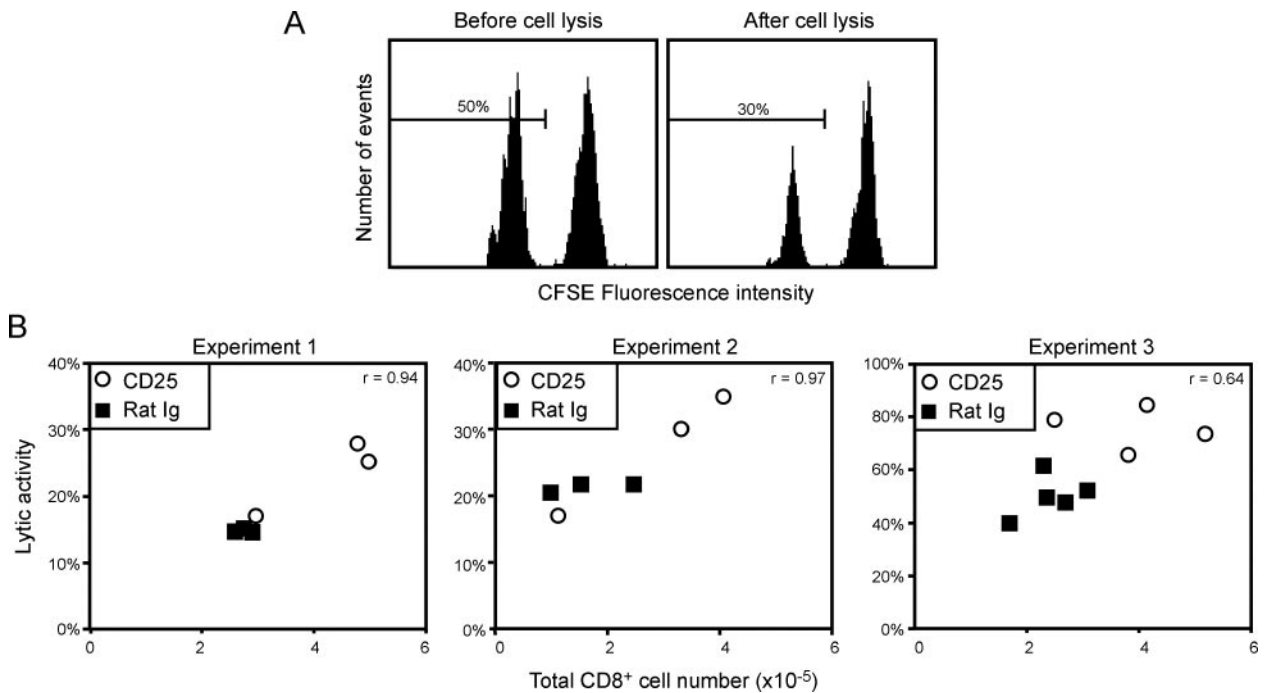 A
Before cell lysis
After cell lysis
Number of events
50%
30%
CFSE Fluorescence intensity
B
Experiment 1
Experiment 2
Experiment 3
Lytic activity
40%
30%
20%
10%
0%
CD25
Rat Ig
r = 0.94
0
2
4
6
40%
30%
20%
10%
0%
CD25
Rat Ig
r = 0.97
0
2
4
6
100%
80%
60%
40%
20%
0%
CD25
Rat Ig
r = 0.64
0
2
4
6
Total CD8⁺ cell number (x10⁻⁵)